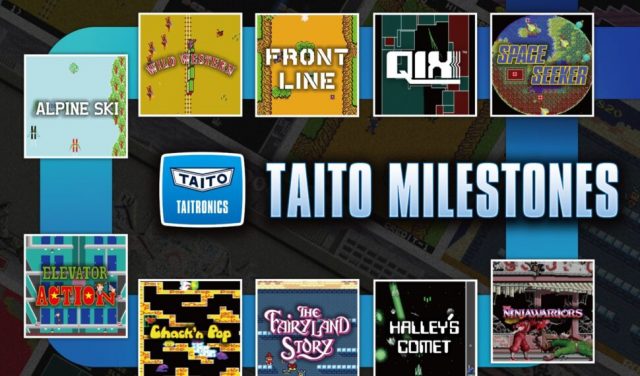 ALPINE SKI
WILD WESTERN
FRONT
LINE
QIX
SPACE
SEEKER
TAITO
TAITRONICS
TAITO MILESTONES
ELEVATOR
ACTION
Chack'n Pop
THE
FAIRYLAND
STORY
HALLEY'S
COMET
THE
NINJAWARRIORS